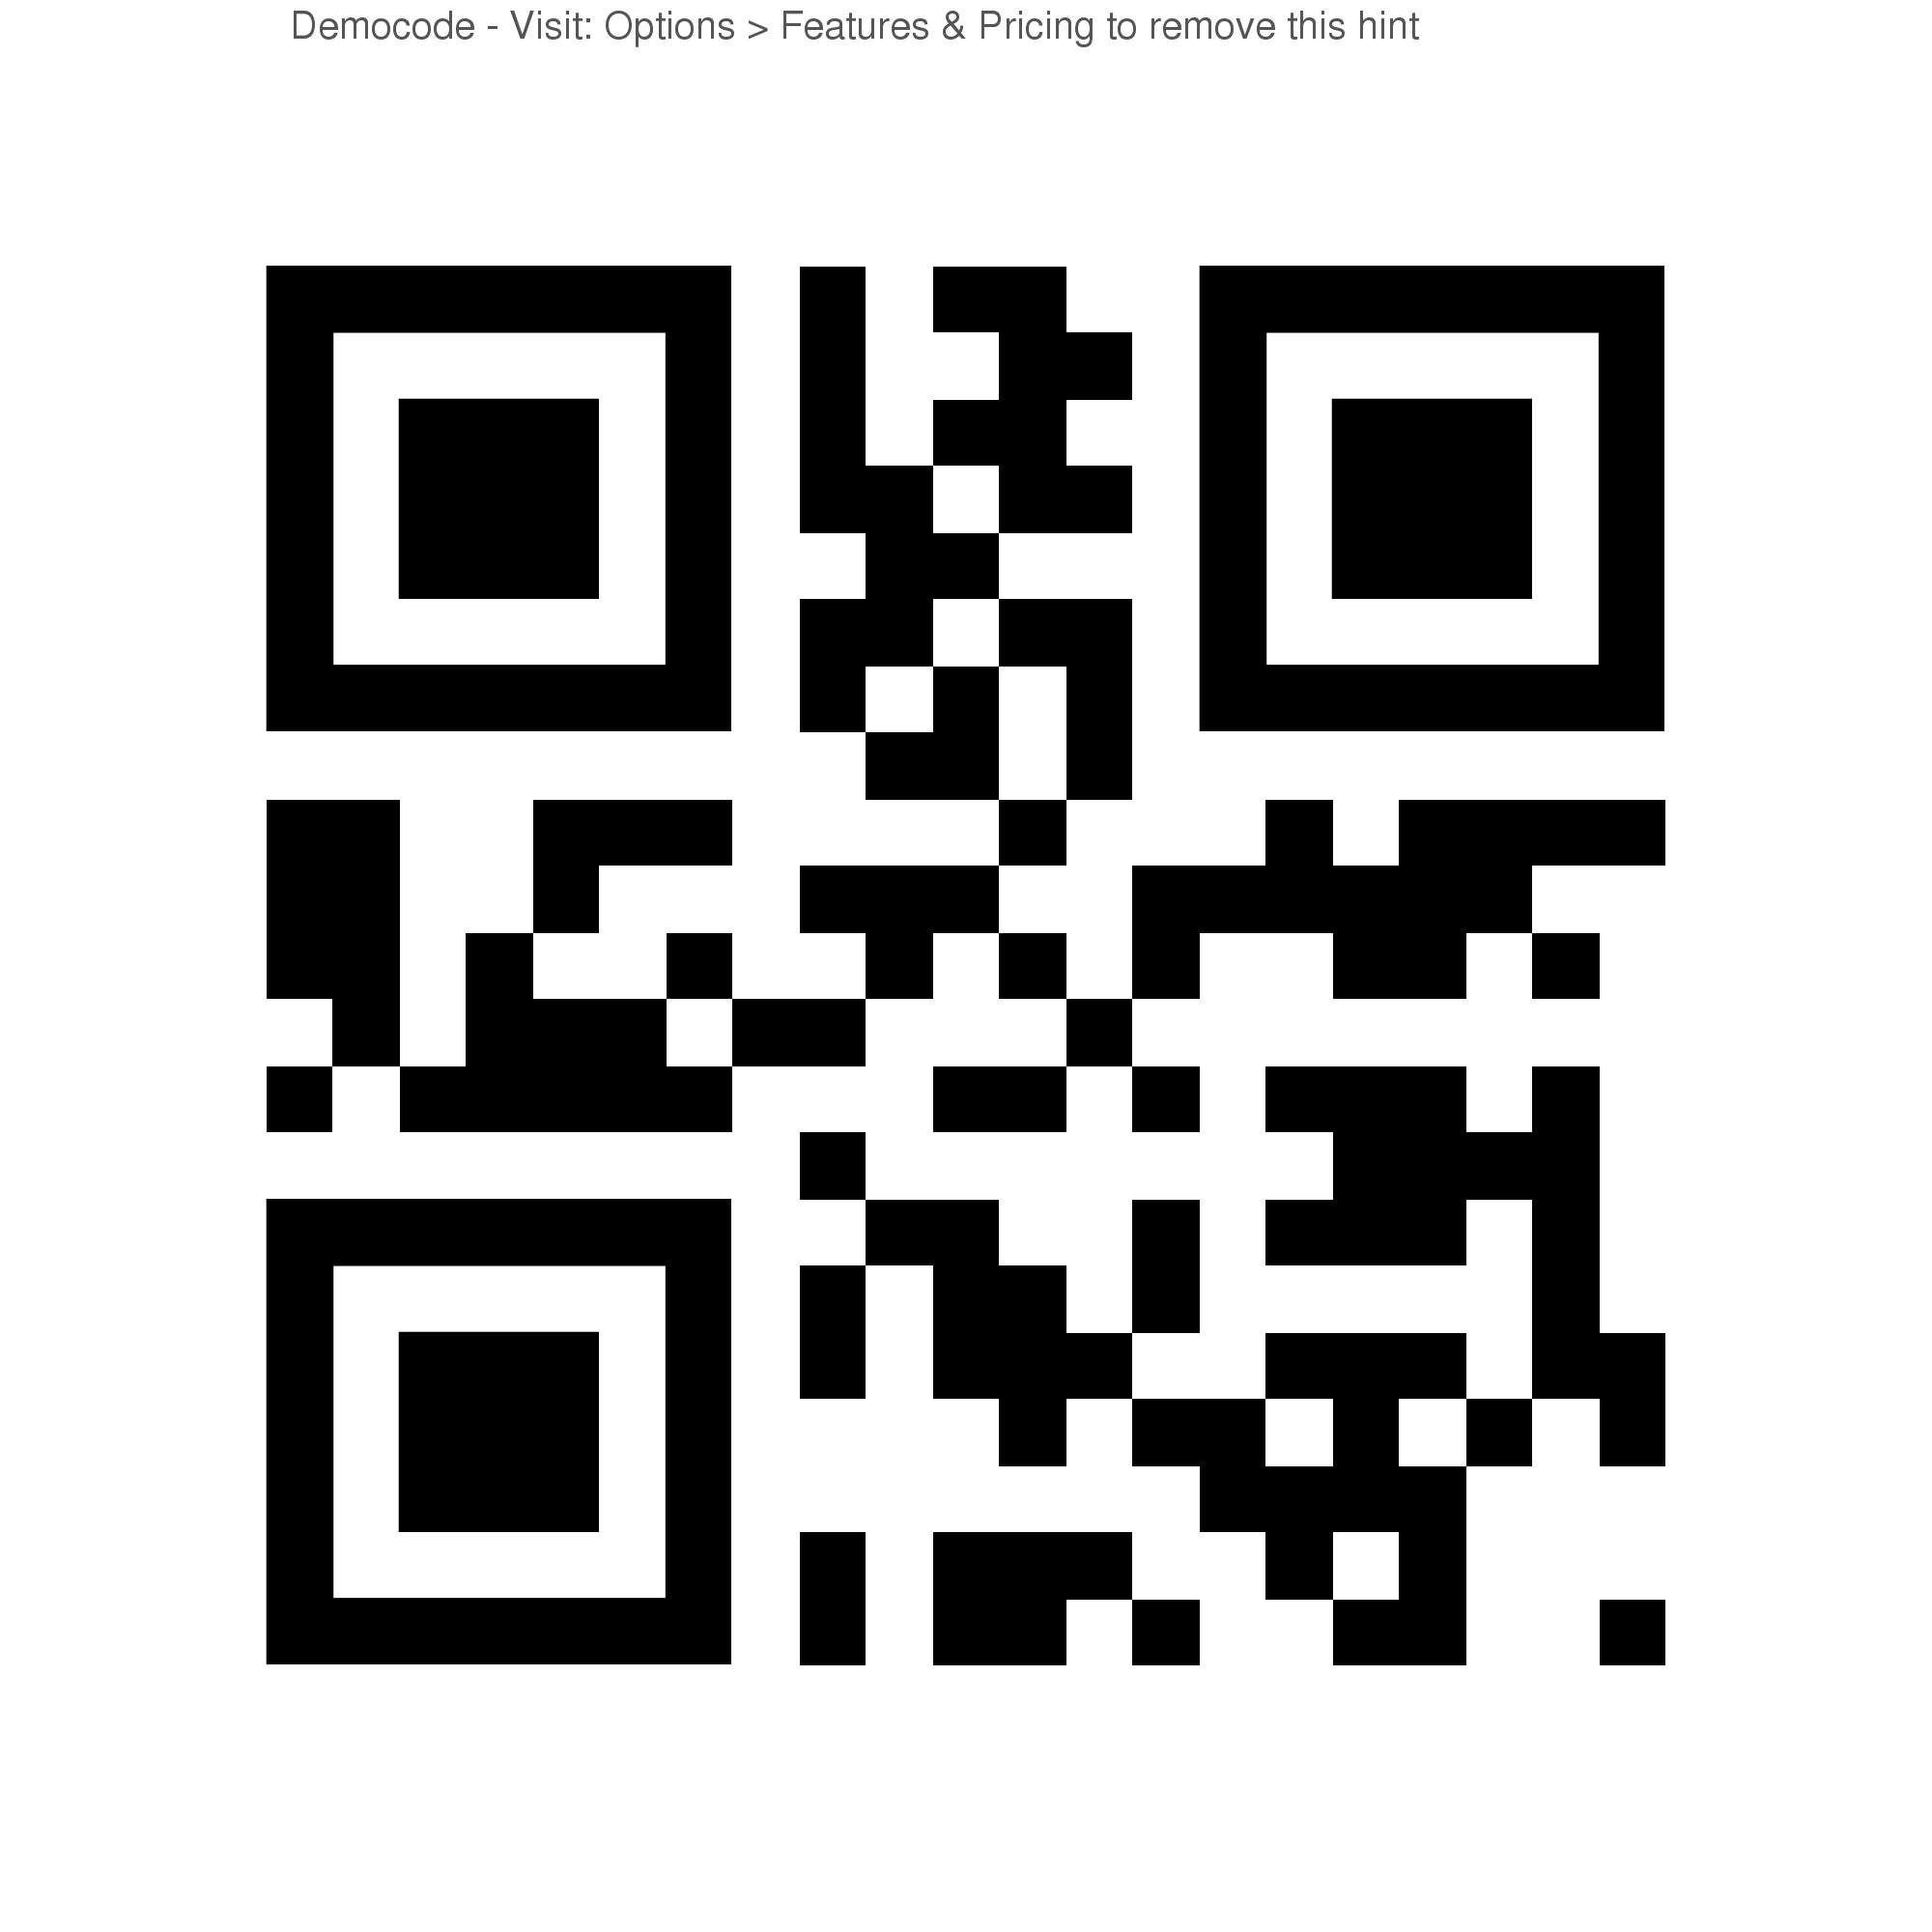 Democode - Visit: Options > Features & Pricing to remove this hint